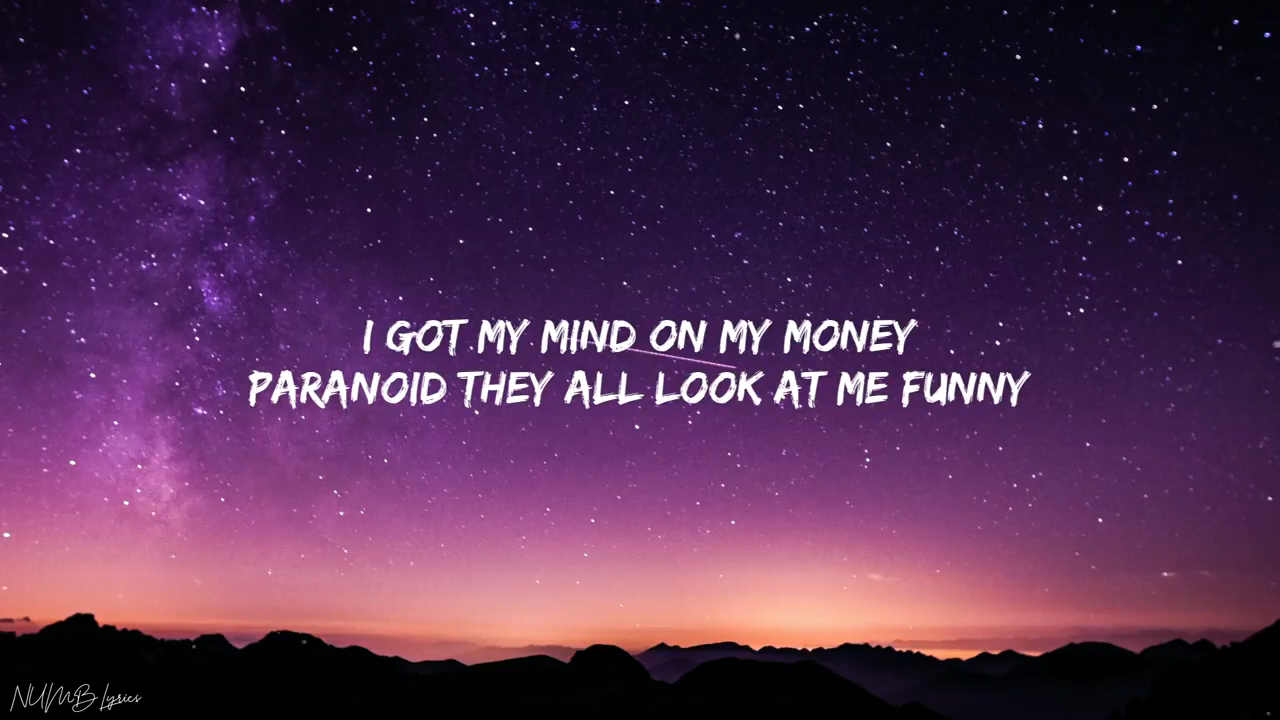 I GOT MY MIND ON MY MONEY
PARANOID THEY ALL LOOK AT ME FUNNY
NUMB Lyrics